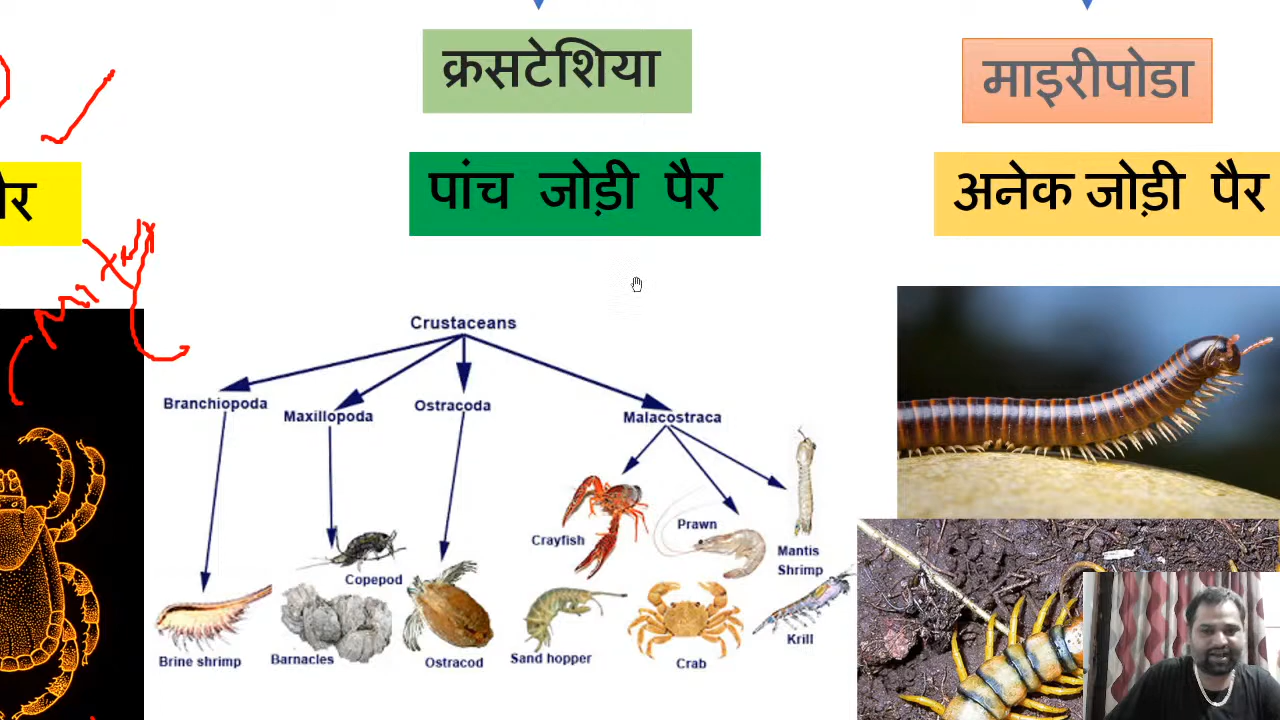 क्रसटेशिया
माइरीपोडा
पांच जोड़ी पैर
अनेक जोड़ी पैर
Crustaceans
Branchiopoda
Maxillopoda
Ostracoda
Malacostraca
Crayfish
Prawn
Mantis
Shrimp
Copepod
Brine shrimp
Barnacles
Ostracod
Sand hopper
Crab
Krill